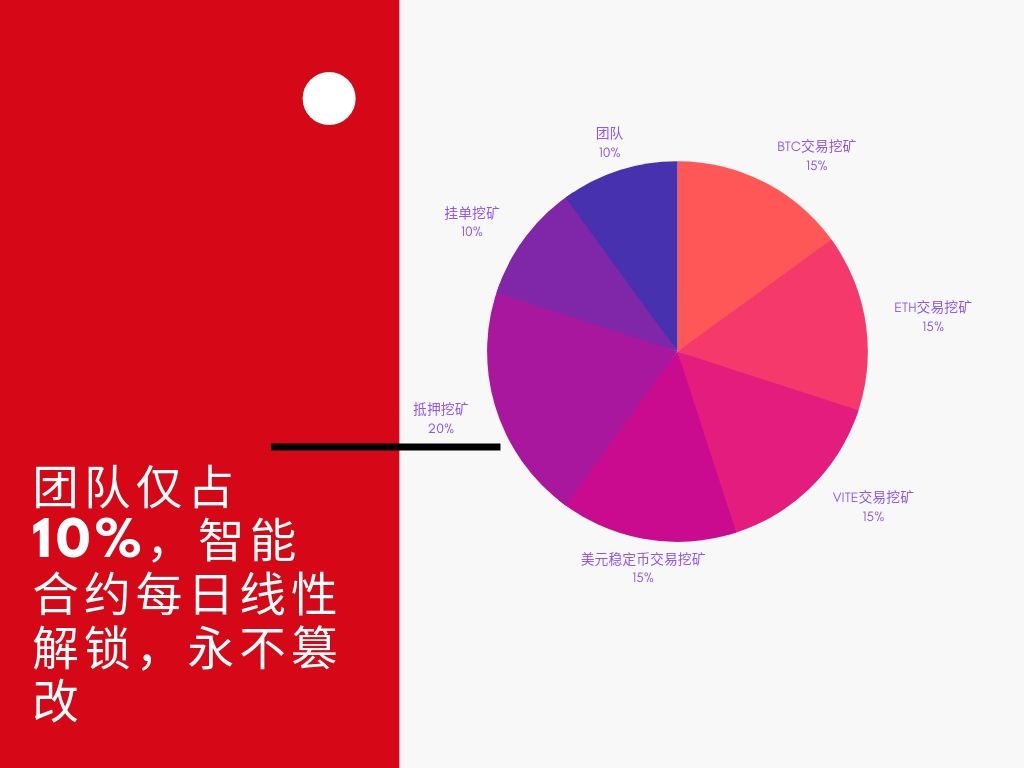 团队仅占
10%，智能
合约每日线性
解锁，永不篡
改
团队
10%
BTC交易挖矿
15%
挂单挖矿
10%
ETH交易挖矿
15%
抵押挖矿
20%
VITE交易挖矿
15%
美元稳定币交易挖矿
15%